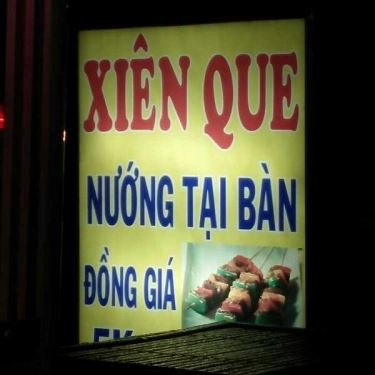 XIÊN QUE
NƯỚNG TẠI BÀN
ĐỒNG GIÁ